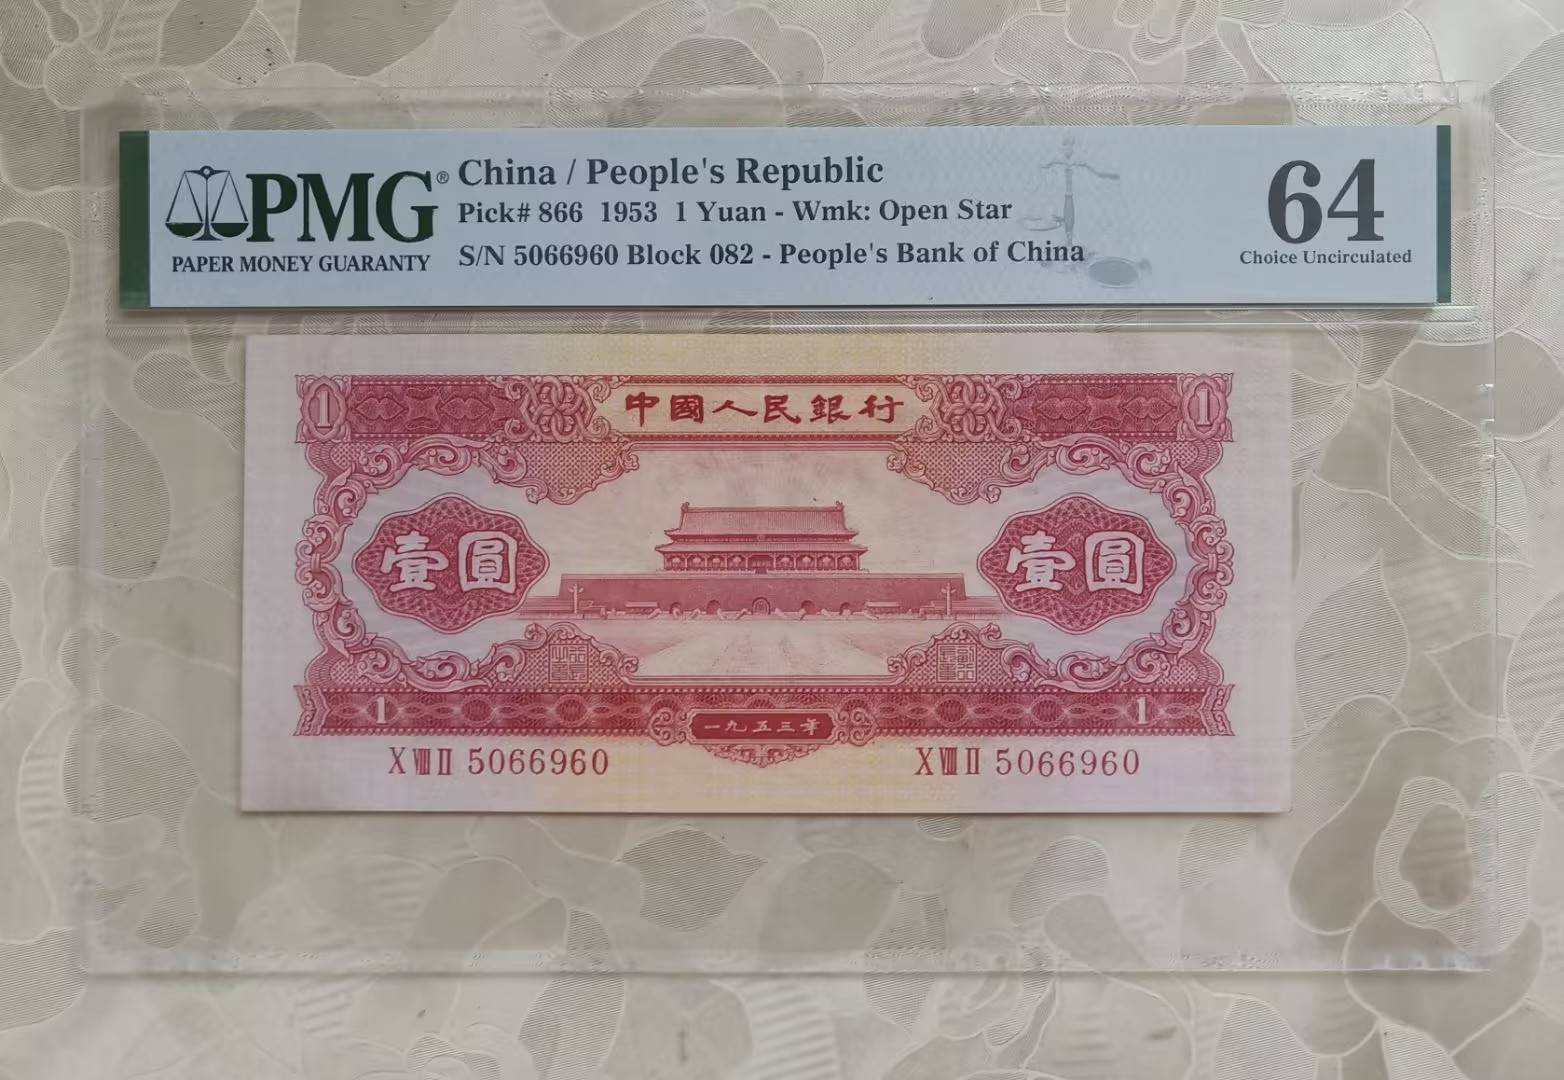 PMG®
PAPER MONEY GUARANTY
China / People's Republic
Pick# 866 1953 1 Yuan - Wmk: Open Star
S/N 5066960 Block 082 - People's Bank of China
64
Choice Uncirculated
1 中國人民銀行 1
壹圓 壹圓
1 一九五三年 1
XⅧⅡ 5066960 XⅧⅡ 5066960